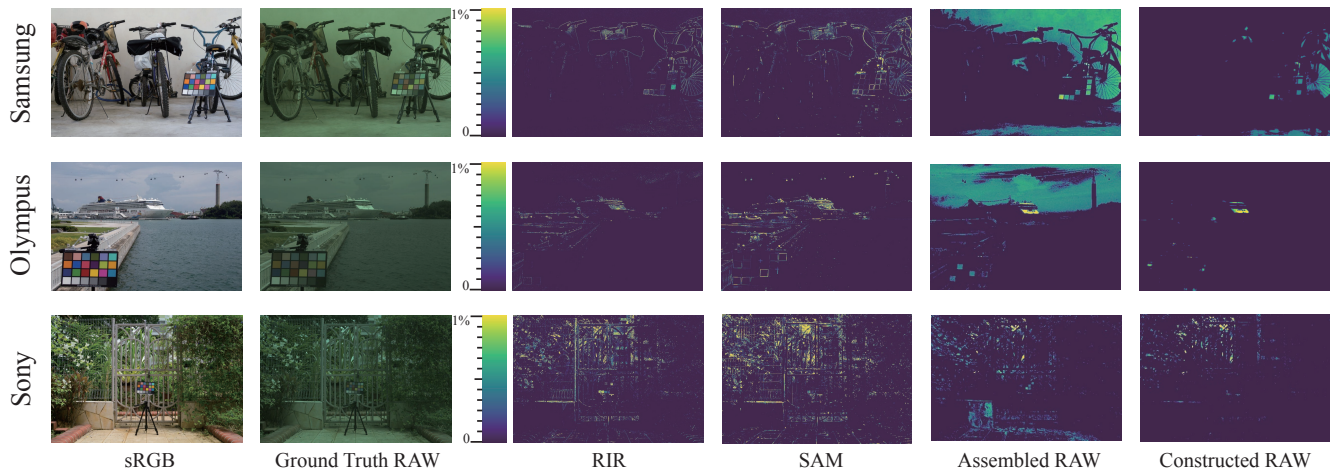 Samsung
1%
0
Olympus
1%
0
Sony
1%
0
sRGB Ground Truth RAW RIR SAM Assembled RAW Constructed RAW